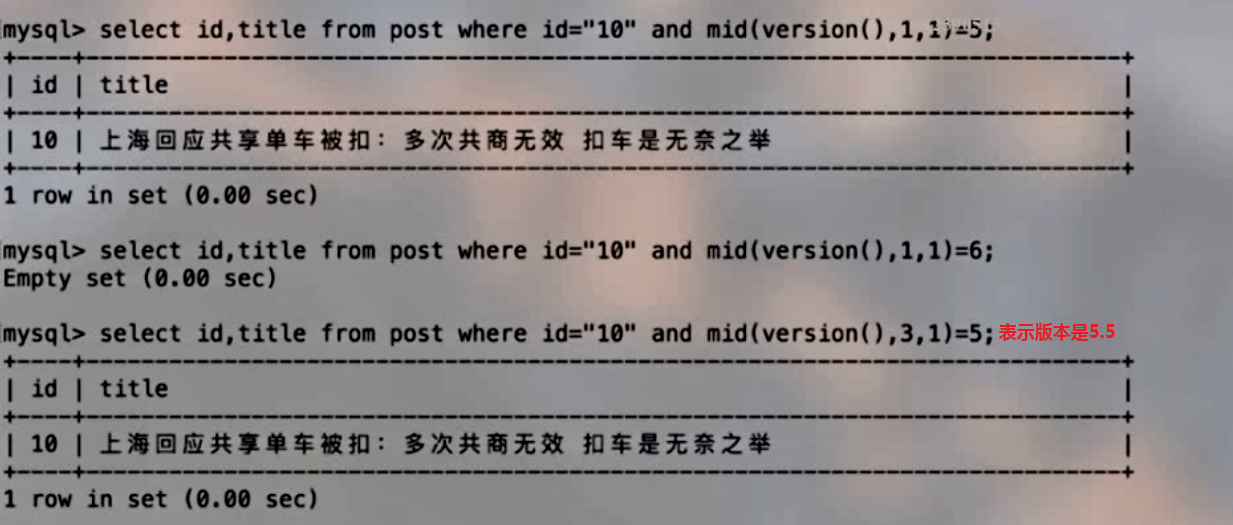 mysql> select id,title from post where id="10" and mid(version(),1,1)=5;
+----+-----------------------------------------------------------------------------+
| id | title |
+----+-----------------------------------------------------------------------------+
| 10 | 上海回应共享单车被扣：多次共商无效 扣车是无奈之举 |
+----+-----------------------------------------------------------------------------+
1 row in set (0.00 sec)
mysql> select id,title from post where id="10" and mid(version(),1,1)=6;
Empty set (0.00 sec)
mysql> select id,title from post where id="10" and mid(version(),3,1)=5; 表示版本是5.5
+----+-----------------------------------------------------------------------------+
| id | title |
+----+-----------------------------------------------------------------------------+
| 10 | 上海回应共享单车被扣：多次共商无效 扣车是无奈之举 |
+----+-----------------------------------------------------------------------------+
1 row in set (0.00 sec)